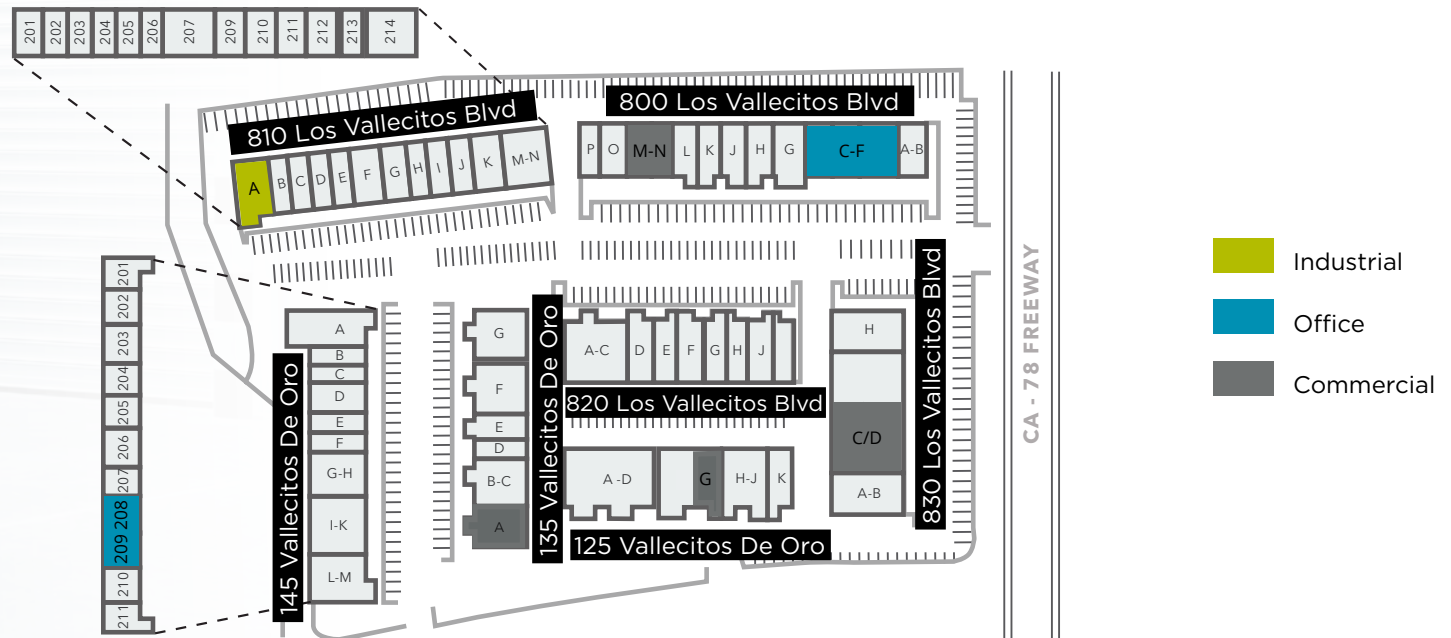 201 202 203 204 205 206 207 209 210 211 212 213 214
810 Los Vallecitos Blvd
A B C D E F G H I J K M-N
800 Los Vallecitos Blvd
P O M-N L K J H G C-F A-B
201
202
203
204
205
206
207
208
209
210
211
145 Vallecitos De Oro
A
B
C
D
E
F
G-H
I-K
L-M
G
F
E
D
B-C
A
135 Vallecitos De Oro
A-C D E F G H J
820 Los Vallecitos Blvd
A -D G H-J K
125 Vallecitos De Oro
H
C/D
A-B
830 Los Vallecitos Blvd
CA - 78 FREEWAY
Industrial
Office
Commercial